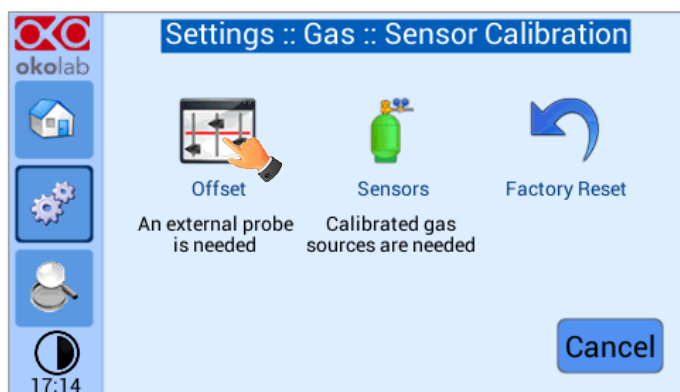 Settings :: Gas :: Sensor Calibration
okolab
Offset
An external probe
is needed
Sensors
Calibrated gas
sources are needed
Factory Reset
Cancel
17:14